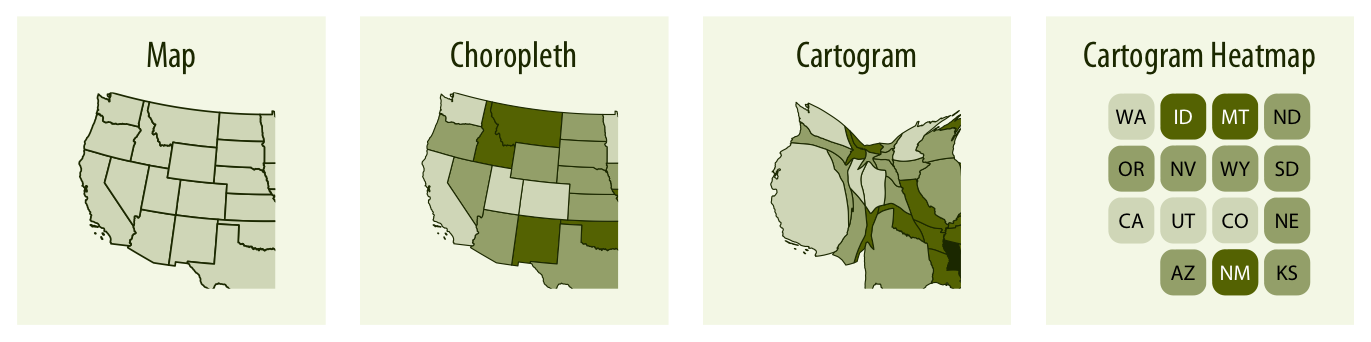 Map
Choropleth
Cartogram
Cartogram Heatmap
WA ID MT ND
OR NV WY SD
CA UT CO NE
AZ NM KS